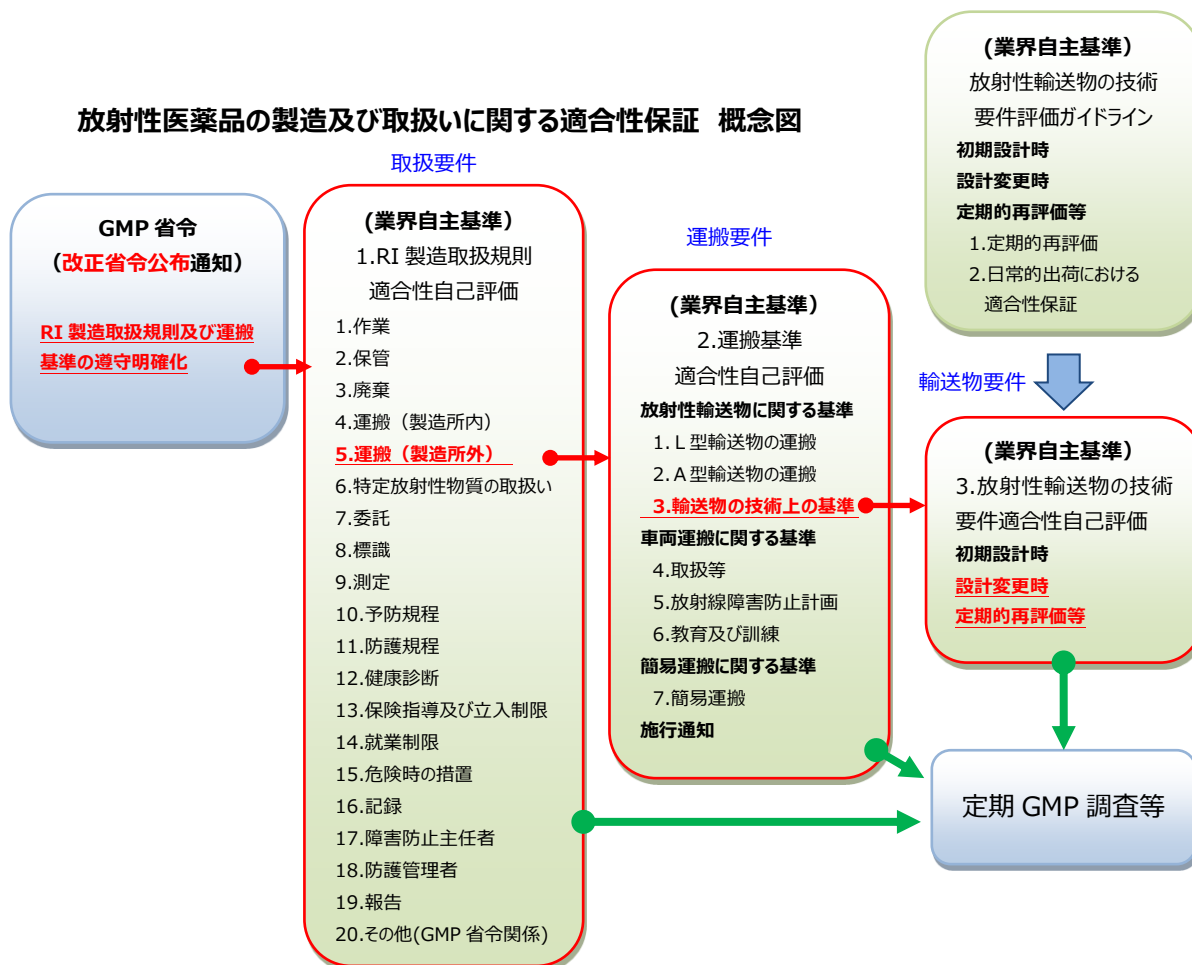 放射性医薬品の製造及び取扱いに関する適合性保証 概念図
GMP 省令
（改正省令公布通知）
RI 製造取扱規則及び運搬
基準の遵守明確化
取扱要件
(業界自主基準）
1.RI 製造取扱規則
適合性自己評価
1.作業
2.保管
3.廃棄
4.運搬（製造所内）
5.運搬（製造所外）
6.特定放射性物質の取扱い
7.委託
8.標識
9.測定
10.予防規程
11.防護規程
12.健康診断
13.保険指導及び立入制限
14.就業制限
15.危険時の措置
16.記録
17.障害防止主任者
18.防護管理者
19.報告
20.その他(GMP 省令関係)
運搬要件
(業界自主基準）
2.運搬基準
適合性自己評価
放射性輸送物に関する基準
1.Ｌ型輸送物の運搬
2.Ａ型輸送物の運搬
3.輸送物の技術上の基準
車両運搬に関する基準
4.取扱等
5.放射線障害防止計画
6.教育及び訓練
簡易運搬に関する基準
7.簡易運搬
施行通知
(業界自主基準）
放射性輸送物の技術
要件評価ガイドライン
初期設計時
設計変更時
定期的再評価等
1.定期的再評価
2.日常的出荷における
適合性保証
輸送物要件
(業界自主基準）
3.放射性輸送物の技術
要件適合性自己評価
初期設計時
設計変更時
定期的再評価等
定期 GMP 調査等